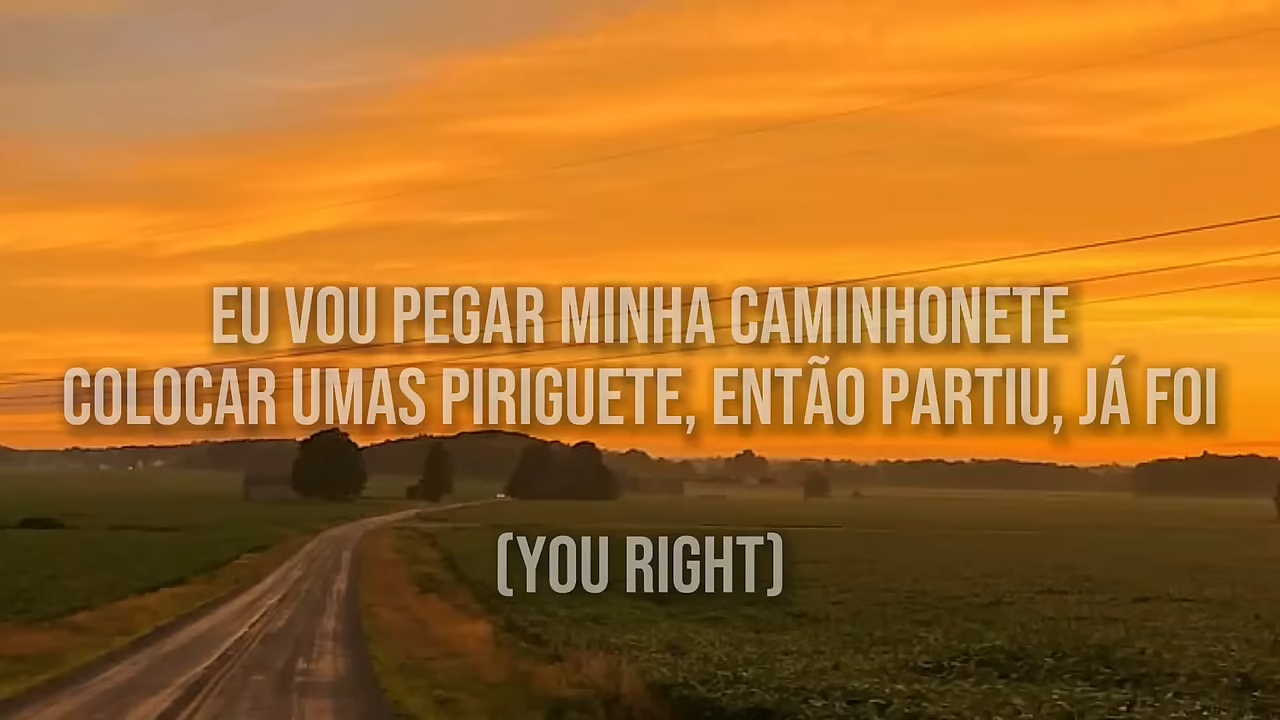 EU VOU PEGAR MINHA CAMINHONETE
COLOCAR UMAS PIRIGUETE, ENTÃO PARTIU, JÁ FOI
(YOU RIGHT)